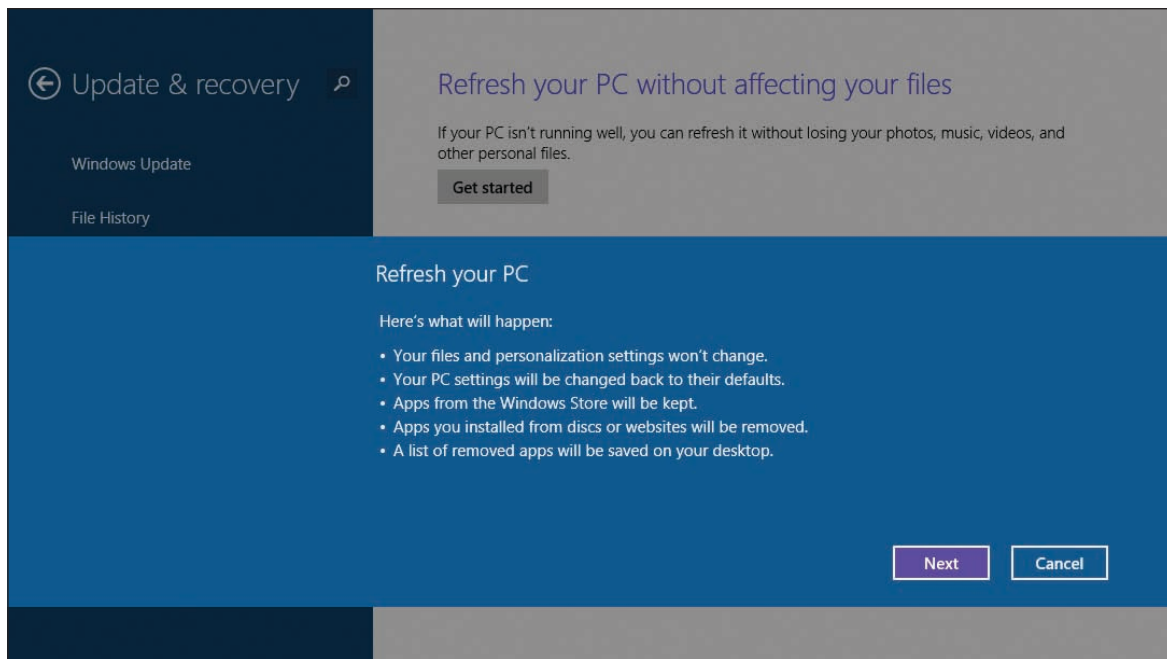 Update & recovery
Windows Update
File History
Refresh your PC without affecting your files
If your PC isn't running well, you can refresh it without losing your photos, music, videos, and
other personal files.
Get started
Refresh your PC
Here's what will happen:
• Your files and personalization settings won't change.
• Your PC settings will be changed back to their defaults.
• Apps from the Windows Store will be kept.
• Apps you installed from discs or websites will be removed.
• A list of removed apps will be saved on your desktop.
Next
Cancel